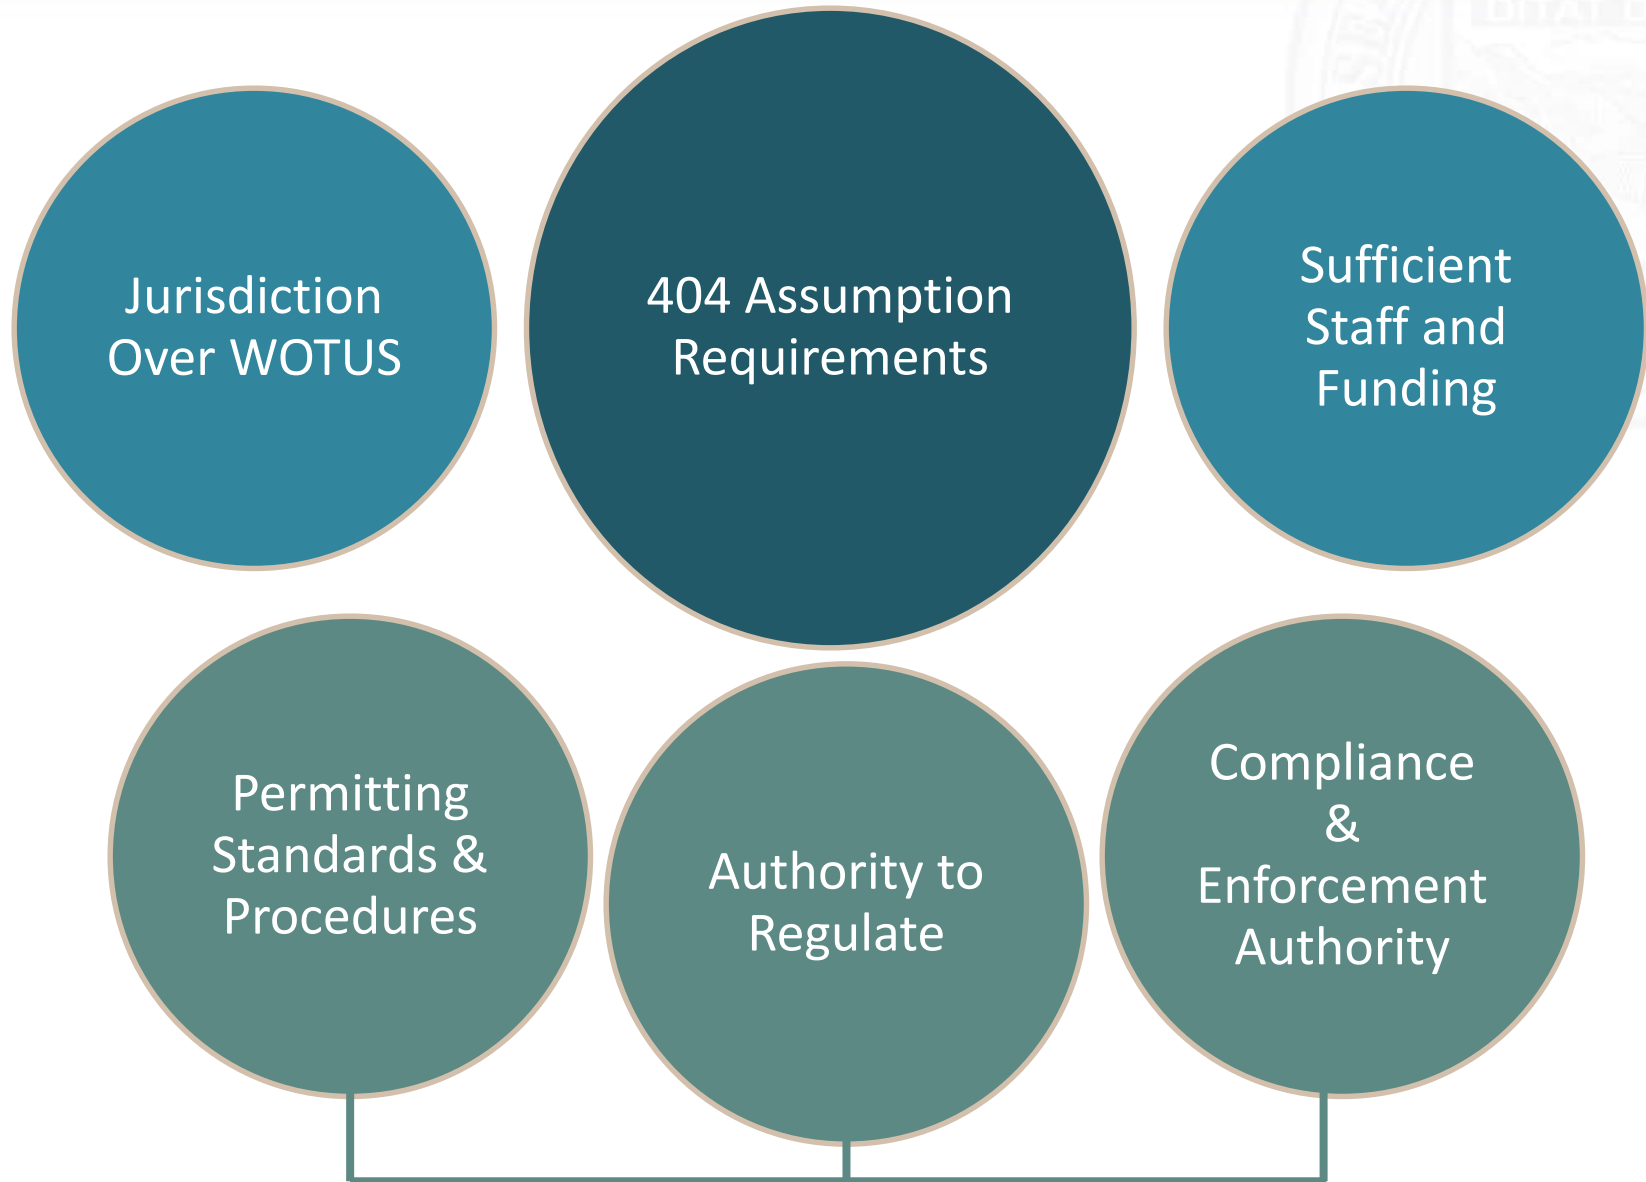 DITAT
Jurisdiction
Over WOTUS
404 Assumption
Requirements
Sufficient
Staff and
Funding
Permitting
Standards &
Procedures
Authority to
Regulate
Compliance
&
Enforcement
Authority